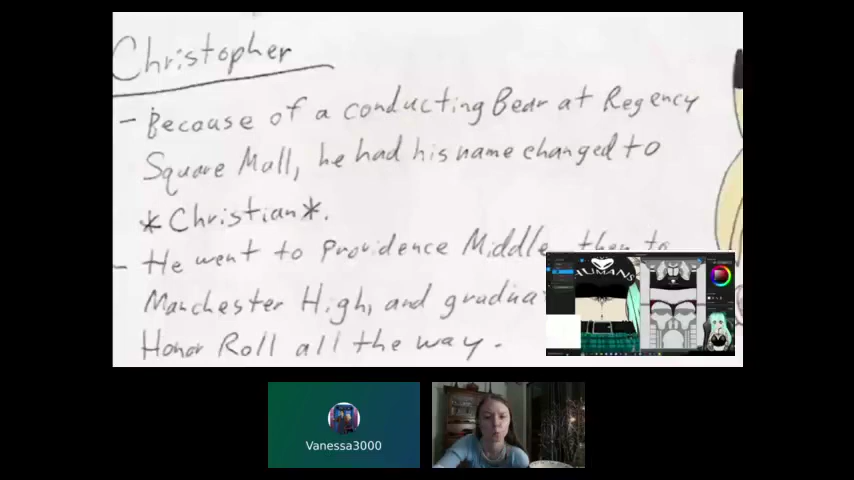 Christopher
- Because of a conducting Bear at Regency
Square Mall, he had his name changed to
*Christian*.
- He went to Providence Middle, then to
Manchester High, and
Honor Roll all the way.
HUMANS
Vanessa3000